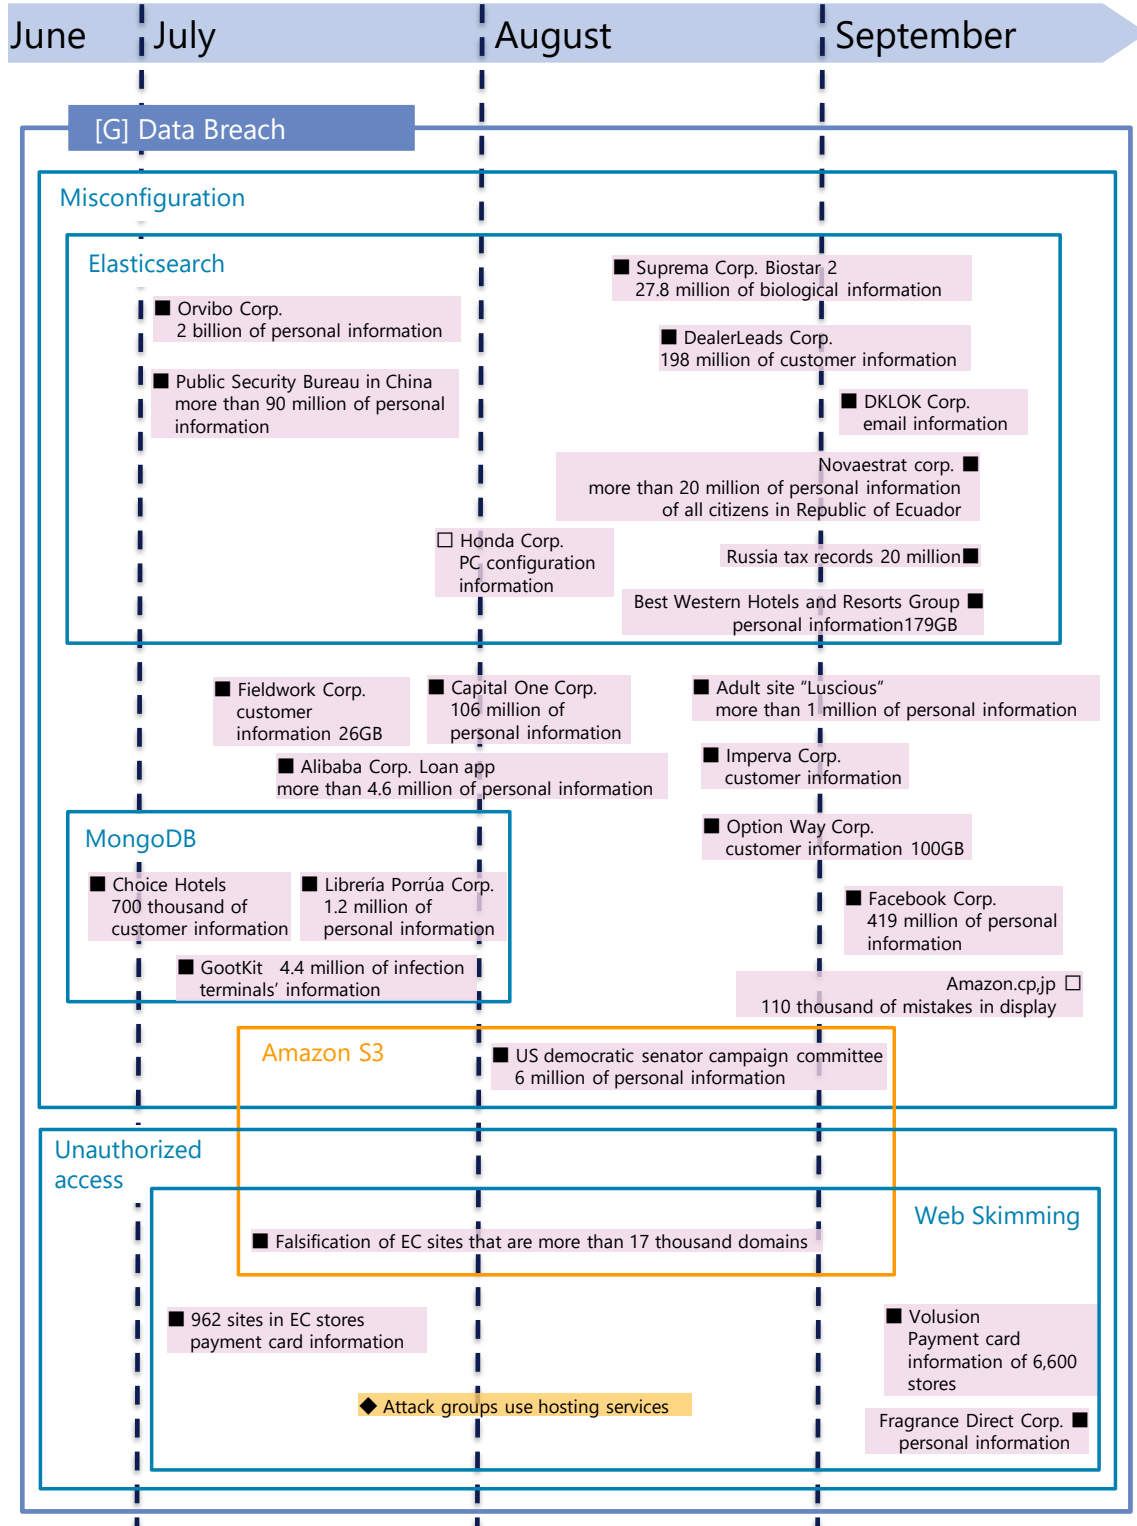 June
July
August
September
[G] Data Breach
Misconfiguration
Elasticsearch
■ Suprema Corp. Biostar 2
27.8 million of biological information
■ Orvibo Corp.
2 billion of personal information
■ DealerLeads Corp.
198 million of customer information
■ Public Security Bureau in China
more than 90 million of personal
information
■ DKLOK Corp.
email information
Novaestrat corp. ■
more than 20 million of personal information
of all citizens in Republic of Ecuador
□ Honda Corp.
PC configuration
information
Russia tax records 20 million■
Best Western Hotels and Resorts Group ■
personal information179GB
■ Fieldwork Corp.
customer
information 26GB
■ Capital One Corp.
106 million of
personal information
■ Adult site “Luscious”
more than 1 million of personal information
■ Alibaba Corp. Loan app
more than 4.6 million of personal information
■ Imperva Corp.
customer information
■ Option Way Corp.
customer information 100GB
MongoDB
■ Choice Hotels
700 thousand of
customer information
■ Librería Porrúa Corp.
1.2 million of
personal information
■ Facebook Corp.
419 million of personal
information
■ GootKit 4.4 million of infection
terminals’ information
Amazon.cp,jp □
110 thousand of mistakes in display
Amazon S3
■ US democratic senator campaign committee
6 million of personal information
Unauthorized
access
Web Skimming
■ Falsification of EC sites that are more than 17 thousand domains
■ 962 sites in EC stores
payment card information
■ Volusion
Payment card
information of 6,600
stores
◆ Attack groups use hosting services
Fragrance Direct Corp. ■
personal information